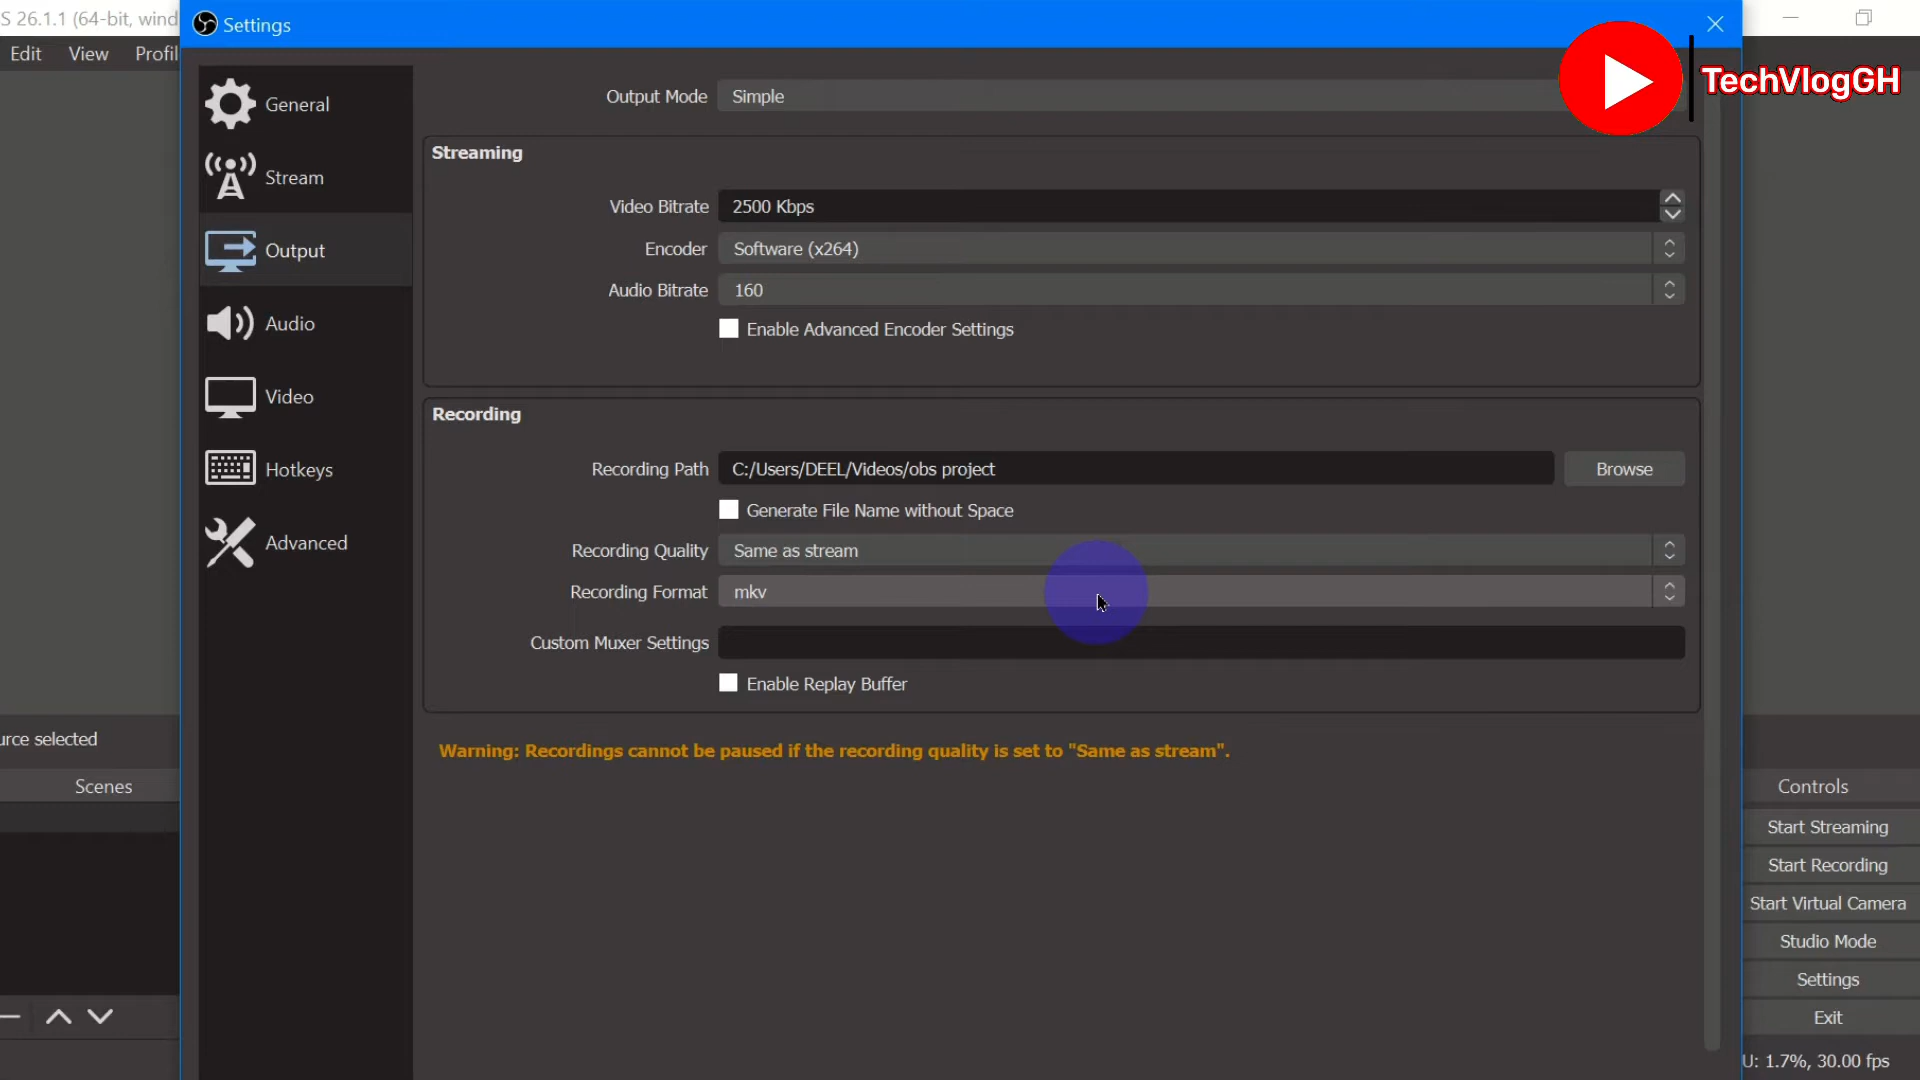 S 26.1.1 (64-bit, wind
Settings
Edit View Profil
TechVlogGH
General
Stream
Output
Audio
Video
Hotkeys
Advanced
Output Mode Simple
Streaming
Video Bitrate 2500 Kbps
Encoder Software (x264)
Audio Bitrate 160
Enable Advanced Encoder Settings
Recording
Recording Path C:/Users/DEEL/Videos/obs project Browse
Generate File Name without Space
Recording Quality Same as stream
Recording Format mkv
Custom Muxer Settings
Enable Replay Buffer
Warning: Recordings cannot be paused if the recording quality is set to "Same as stream".
urce selected
Scenes
Controls
Start Streaming
Start Recording
Start Virtual Camera
Studio Mode
Settings
Exit
U: 1.7%, 30.00 fps